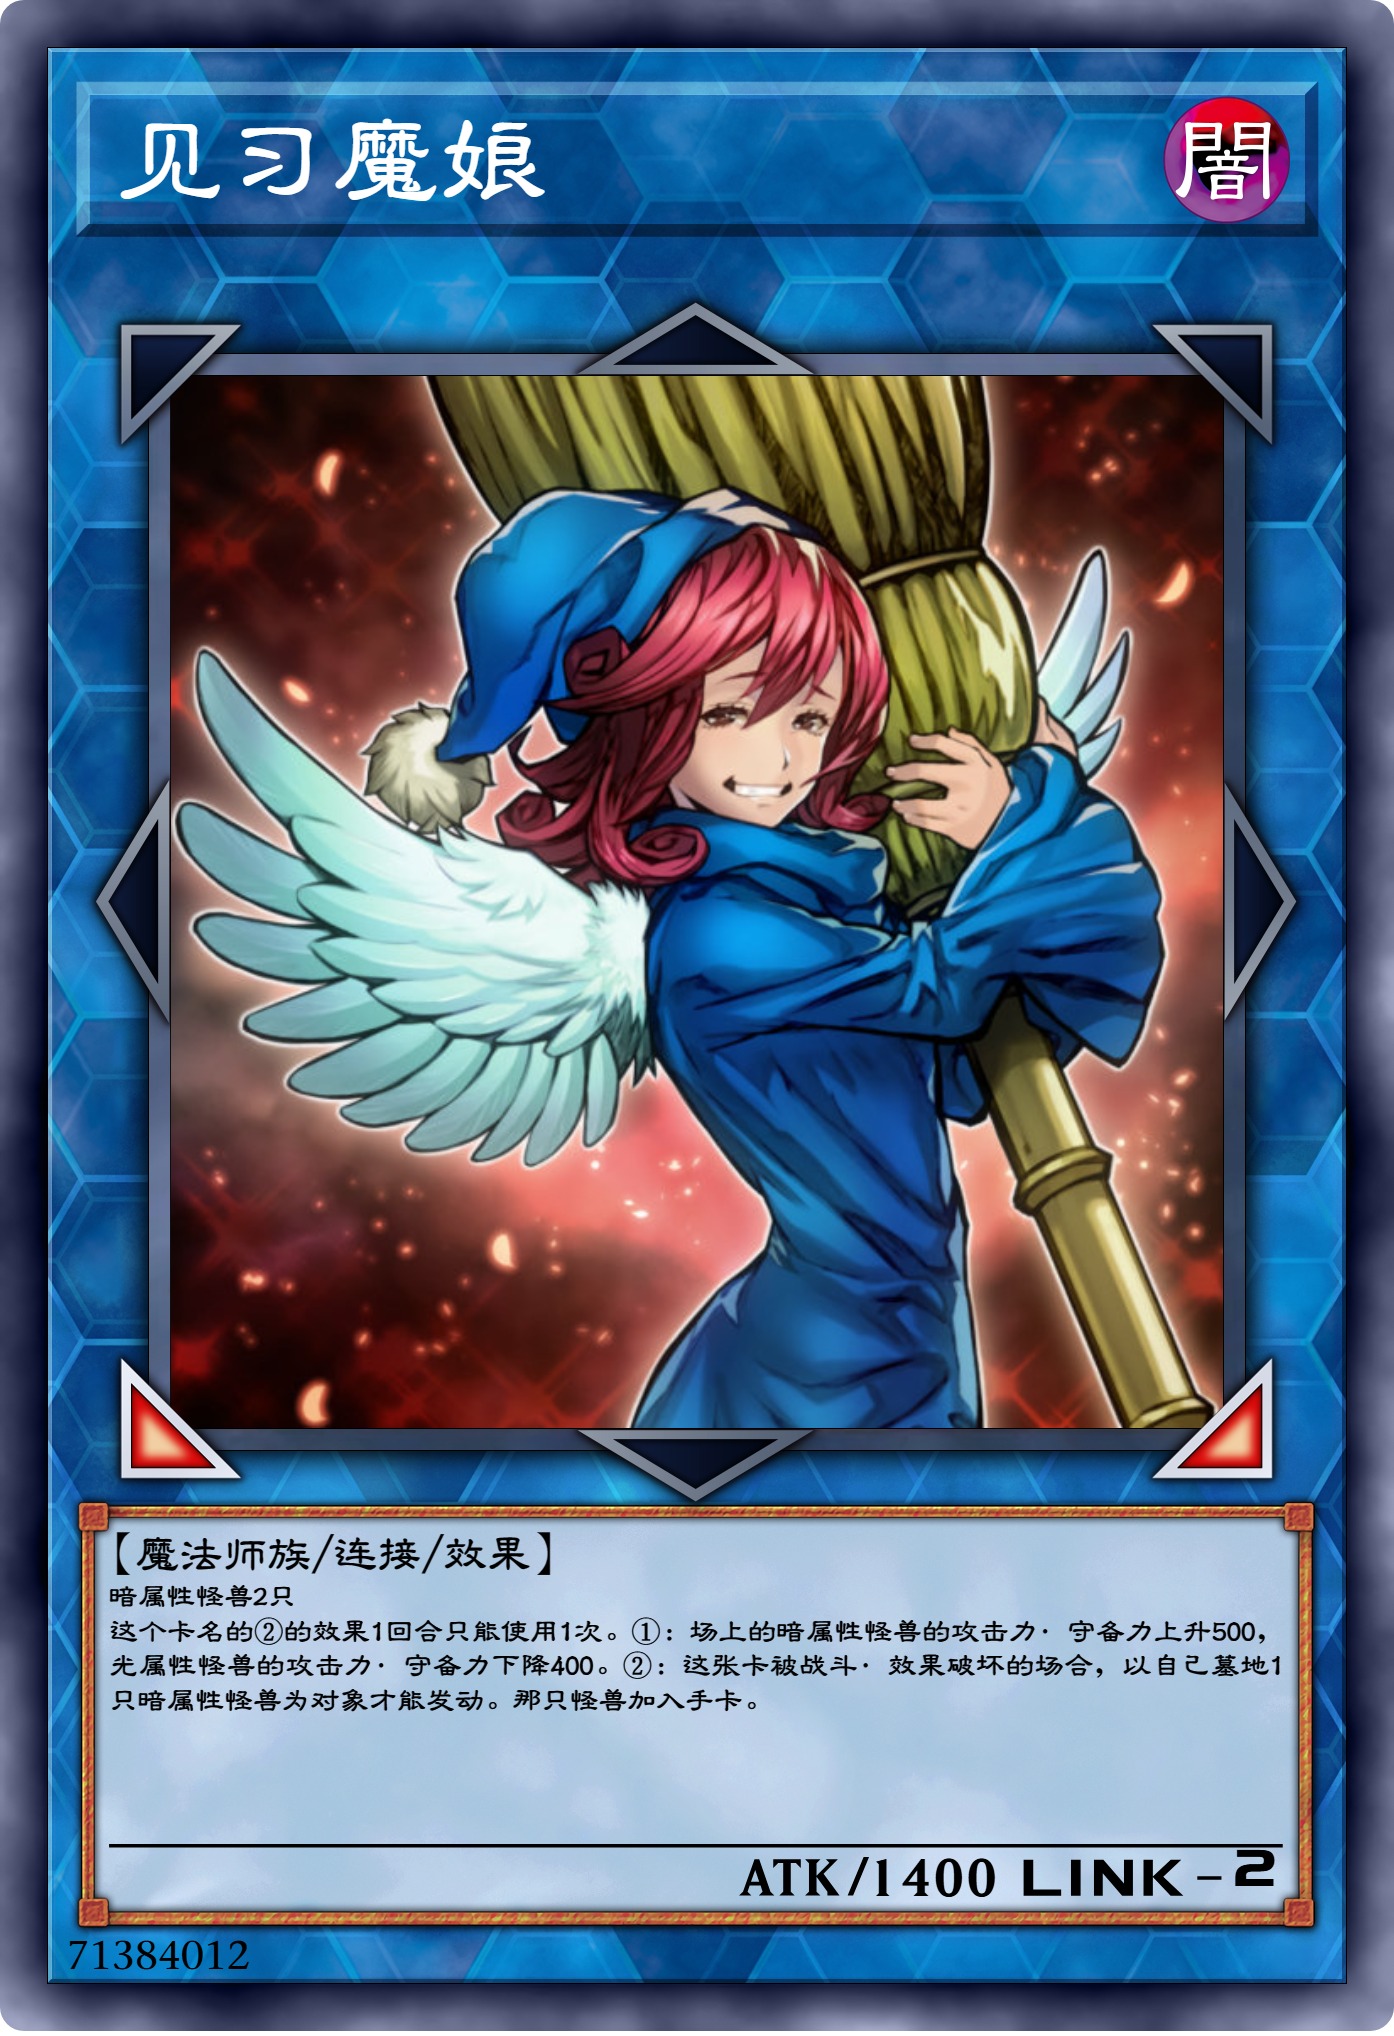 见习魔娘
闇
【魔法师族/连接/效果】
暗属性怪兽2只
这个卡名的②的效果1回合只能使用1次。①：场上的暗属性怪兽的攻击力·守备力上升500，
光属性怪兽的攻击力·守备力下降400。②：这张卡被战斗·效果破坏的场合，以自己墓地1
只暗属性怪兽为对象才能发动。那只怪兽加入手卡。
ATK/1400 LINK-2
71384012